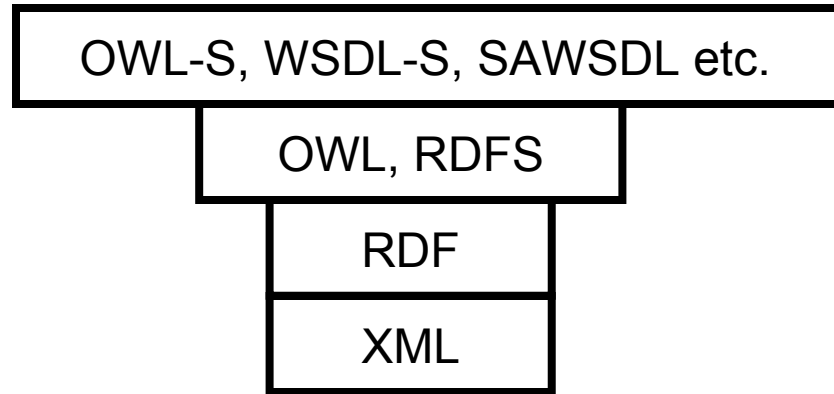 OWL-S, WSDL-S, SAWSDL etc.
OWL, RDFS
RDF
XML